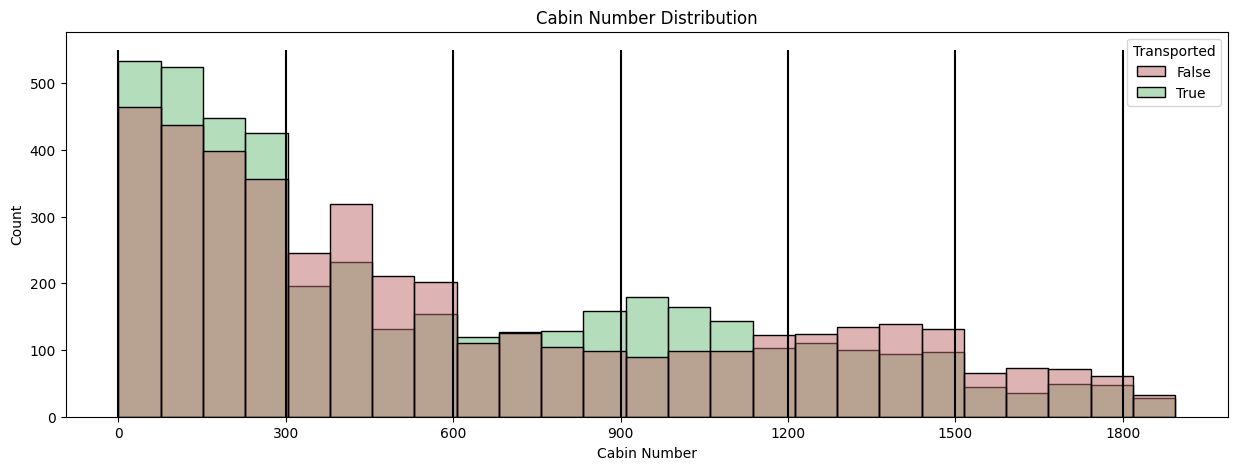 Cabin Number Distribution
Transported
False
True
500
400
300
200
100
0
Count
0 300 600 900 1200 1500 1800
Cabin Number